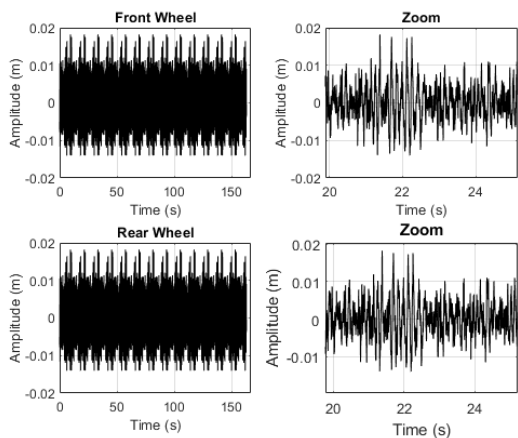 Front Wheel
Amplitude (m)
0.02
0.01
0
-0.01
-0.02
0 50 100 150
Time (s)
Zoom
Amplitude (m)
0.02
0.01
0
-0.01
-0.02
20 22 24
Time (s)
Rear Wheel
Amplitude (m)
0.02
0.01
0
-0.01
-0.02
0 50 100 150
Time (s)
Zoom
Amplitude (m)
0.02
0.01
0
-0.01
20 22 24
Time (s)